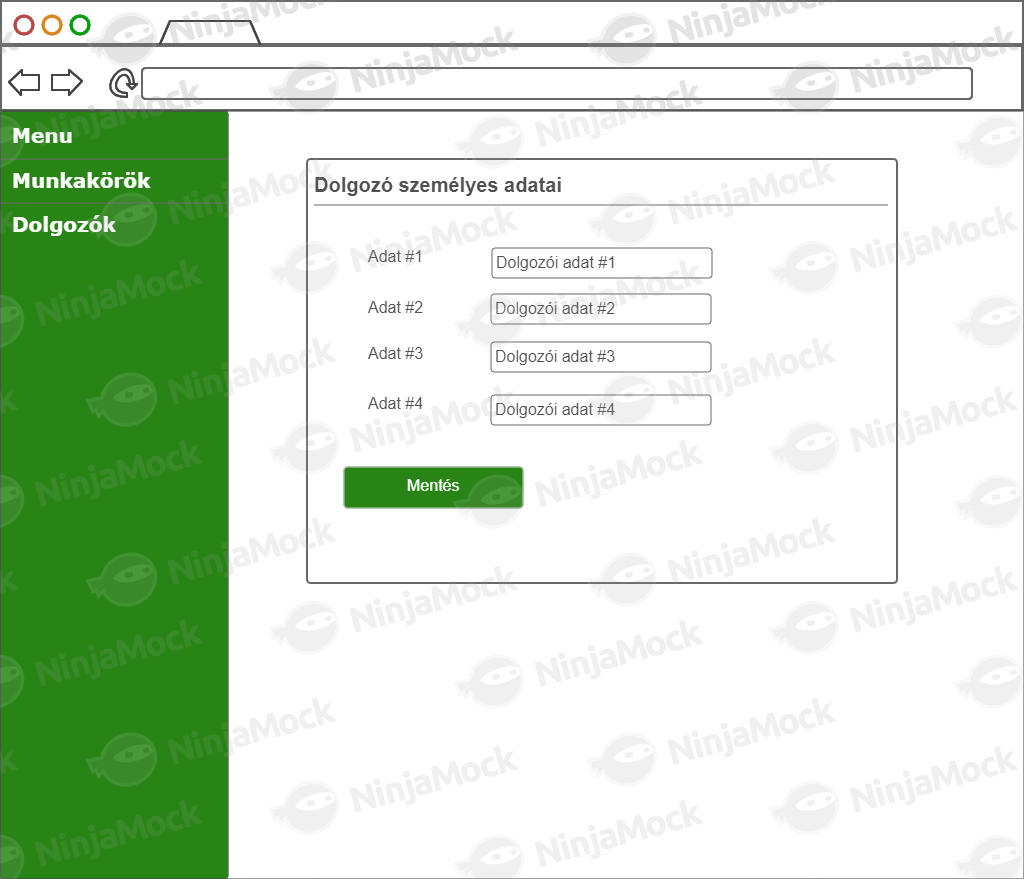 Menu
Munkakörök
Dolgozók
Dolgozó személyes adatai
Adat #1 Dolgozói adat #1
Adat #2 Dolgozói adat #2
Adat #3 Dolgozói adat #3
Adat #4 Dolgozói adat #4
Mentés
NinjaMock